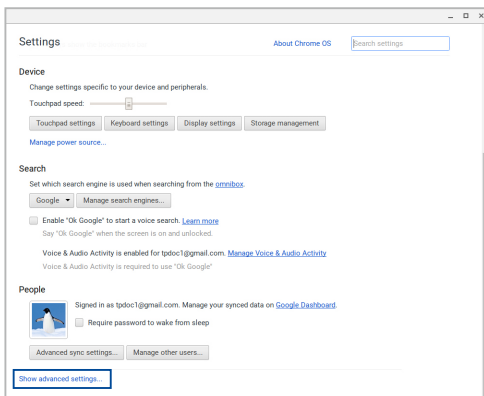 Settings
About Chrome OS
Search settings
Device
Change settings specific to your device and peripherals.
Touchpad speed:
Touchpad settings Keyboard settings Display settings Storage management
Manage power source...
Search
Set which search engine is used when searching from the omnibox.
Google Manage search engines...
Enable "Ok Google" to start a voice search. Learn more
Say "Ok Google" when the screen is on and unlocked.
Voice & Audio Activity is enabled for tpdoc1@gmail.com. Manage Voice & Audio Activity
Voice & Audio Activity is required to use "Ok Google"
People
Signed in as tpdoc1@gmail.com. Manage your synced data on Google Dashboard.
Require password to wake from sleep
Advanced sync settings... Manage other users...
Show advanced settings...